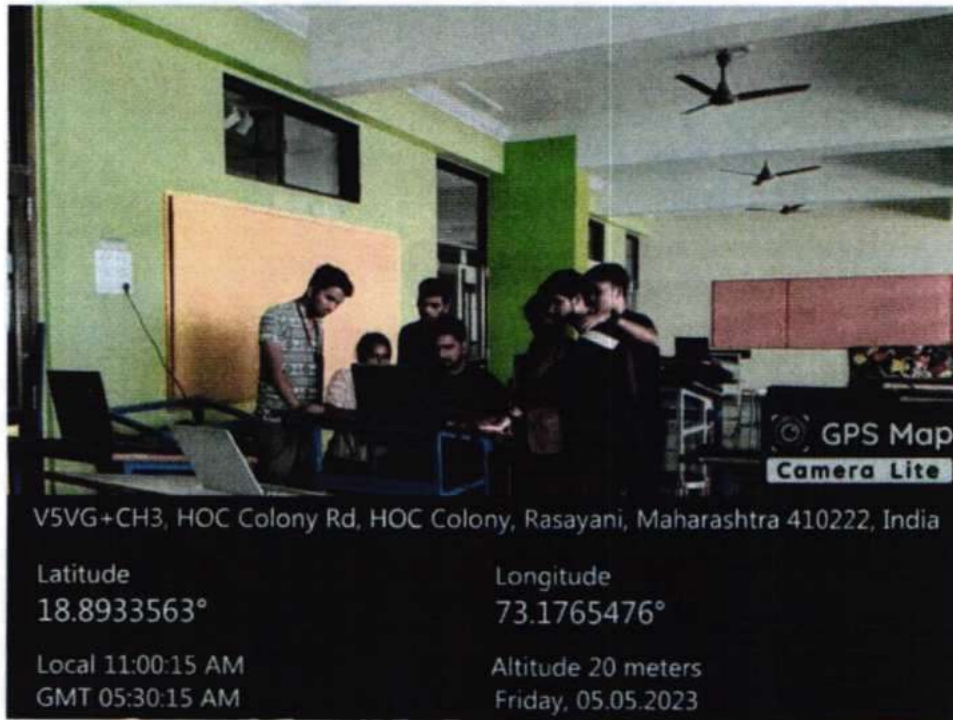 GPS Map
Camera Lite
V5VG+CH3, HOC Colony Rd, HOC Colony, Rasayani, Maharashtra 410222, India
Latitude
18.8933563°
Longitude
73.1765476°
Local 11:00:15 AM
GMT 05:30:15 AM
Altitude 20 meters
Friday, 05.05.2023